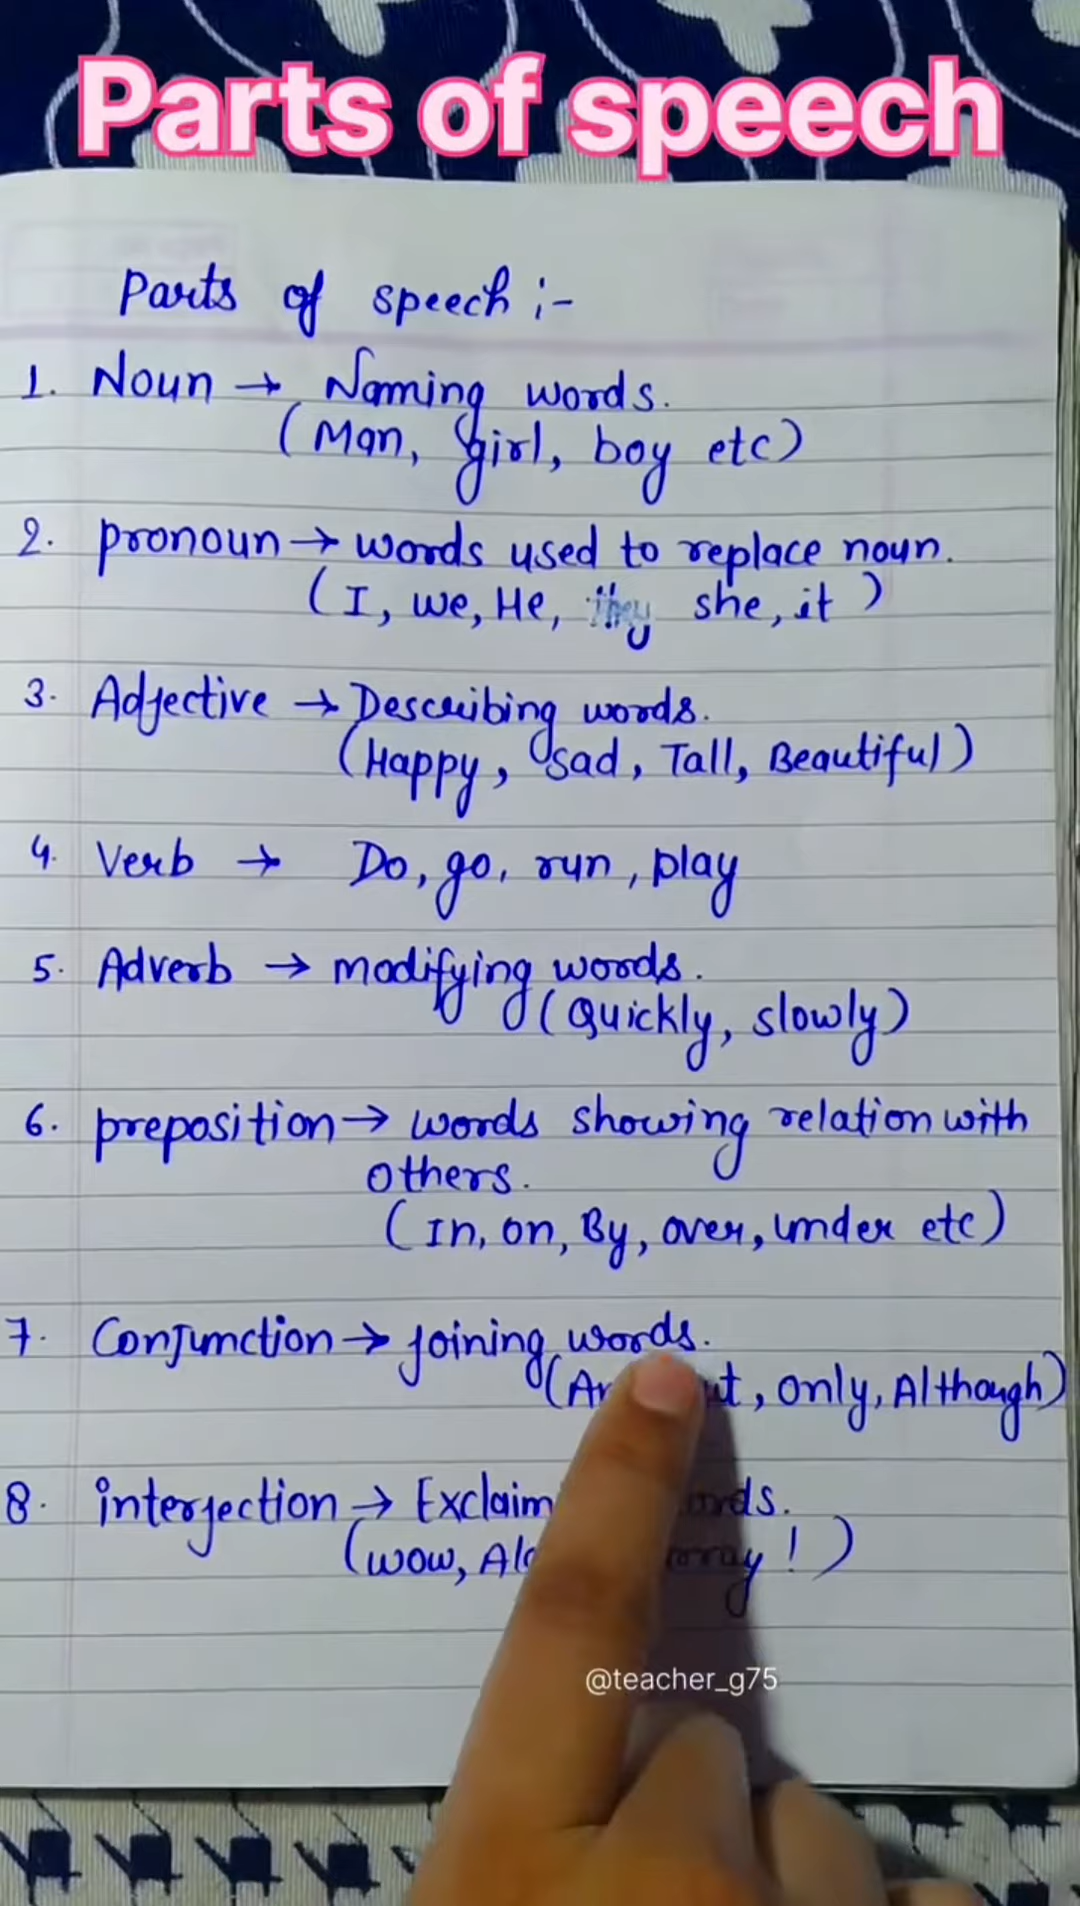 Parts of speech
Parts of speech :-
1. Noun → Naming words.
(Man, girl, boy etc)
2. pronoun → words used to replace noun.
(I, we, He, they she, it)
3. Adjective → Describing words.
(Happy, sad, Tall, Beautiful)
4. Verb → Do, go, run, play
5. Adverb → modifying words.
(Quickly, slowly)
6. preposition → words showing relation with
others.
(In, on, By, over, under etc)
7. Conjunction → joining words.
only, Although)
8. interjection → 
(wow, !)
@teacher_g75